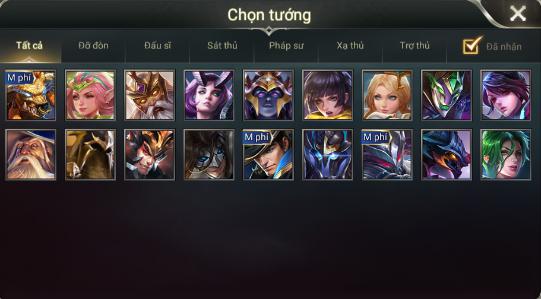 Chọn tướng
Tất cả Đỡ đòn Đấu sĩ Sát thủ Pháp sư Xạ thủ Trợ thủ Đã nhận
M phí
M phí M phí